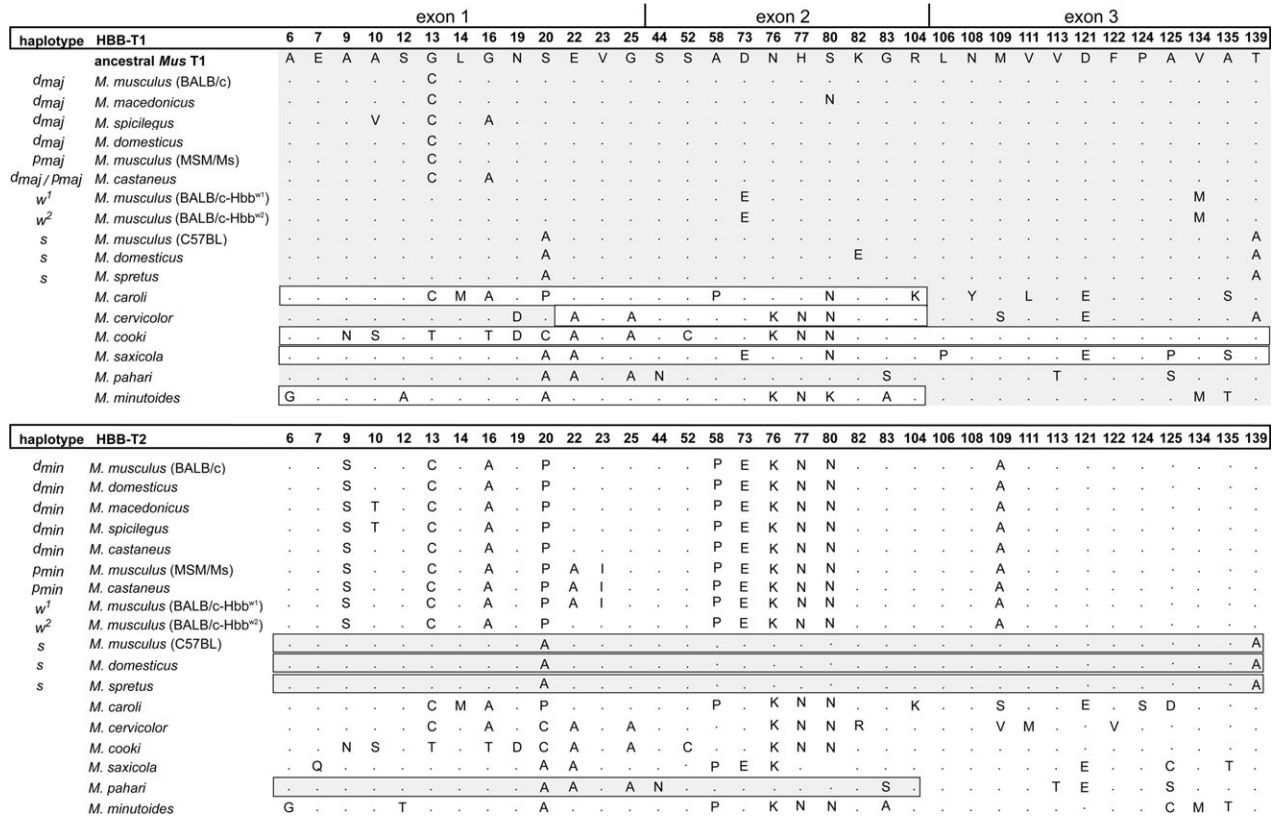 exon 1 exon 2 exon 3
haplotype HBB-T1 6 7 9 10 12 13 14 16 19 20 22 23 25 44 52 58 73 76 77 80 82 83 104 106 108 109 111 113 121 122 124 125 134 135 139
ancestral Mus T1 A E A A S G L G N S E V G S S A D N H S K G R L N M V V D F P A V A T
dmaj M. musculus (BALB/c) . . . . . C . . . . . . . . . . . . . . . . . . . . . . . . . . . . .
dmaj M. macedonicus . . . . . C . . . . . . . . . . . . . N . . . . . . . . . . . . . . .
dmaj M. spicilegus . . . V . C . A . . . . . . . . . . . . . . . . . . . . . . . . . . .
dmaj M. domesticus . . . . . C . . . . . . . . . . . . . . . . . . . . . . . . . . . . .
pmaj M. musculus (MSM/Ms) . . . . . C . . . . . . . . . . . . . . . . . . . . . . . . . . . . .
dmaj/pmaj M. castaneus . . . . . C . A . . . . . . . . . . . . . . . . . . . . . . . . . . .
w¹ M. musculus (BALB/c-Hbbʷ¹) . . . . . . . . . . . . . . . . E . . . . . . . . . . . . . . . M . .
w² M. musculus (BALB/c-Hbbʷ²) . . . . . . . . . . . . . . . . E . . . . . . . . . . . . . . . M . .
s M. musculus (C57BL) . . . . . . . . . A . . . . . . . . . . . . . . . . . . . . . . . . A
s M. domesticus . . . . . . . . . A . . . . . . . . . . E . . . . . . . . . . . . . A
s M. spretus . . . . . . . . . A . . . . . . . . . . . . . . . . . . . . . . . . A
M. caroli . . . . . C M A . P . . . . . P . . . N . . K . Y . L . E . . . . S .
M. cervicolor . . . . . . . . D . A . A . . . . K N N . . . . . S . . E . . . . . A
M. cooki . . N S . T . T D C A . A . C . . K N N . . . . . . . . . . . . . . .
M. saxicola . . . . . . . . . A A . . . . . E . . N . . . P . . . . E . . P . S .
M. pahari . . . . . . . . . A A . A N . . . . . . . S . . . . . T . . . S . . .
M. minutoides G . . . A . . . . A . . . . . . . K N K . A . . . . . . . . . . M T .
haplotype HBB-T2 6 7 9 10 12 13 14 16 19 20 22 23 25 44 52 58 73 76 77 80 82 83 104 106 108 109 111 113 121 122 124 125 134 135 139
dmin M. musculus (BALB/c) . . S . . C . A . P . . . . . P E K N N . . . . . A . . . . . . . . .
dmin M. domesticus . . S . . C . A . P . . . . . P E K N N . . . . . A . . . . . . . . .
dmin M. macedonicus . . S T . C . A . P . . . . . P E K N N . . . . . A . . . . . . . . .
dmin M. spicilegus . . S T . C . A . P . . . . . P E K N N . . . . . A . . . . . . . . .
dmin M. castaneus . . S . . C . A . P . . . . . P E K N N . . . . . A . . . . . . . . .
pmin M. musculus (MSM/Ms) . . S . . C . A . P A I . . . P E K N N . . . . . A . . . . . . . . .
pmin M. castaneus . . S . . C . A . P A I . . . P E K N N . . . . . A . . . . . . . . .
w¹ M. musculus (BALB/c-Hbbʷ¹) . . S . . C . A . P A I . . . P E K N N . . . . . A . . . . . . . . .
w² M. musculus (BALB/c-Hbbʷ²) . . S . . C . A . P . . . . . P E K N N . . . . . A . . . . . . . . .
s M. musculus (C57BL) . . . . . . . . . A . . . . . . . . . . . . . . . . . . . . . . . . A
s M. domesticus . . . . . . . . . A . . . . . . . . . . . . . . . . . . . . . . . . A
s M. spretus . . . . . . . . . A . . . . . . . . . . . . . . . . . . . . . . . . A
M. caroli . . . . . C M A . P . . . . . P . K N N . . K . . S . . E . S D . . .
M. cervicolor . . . . . C . A . C A . A . . . . K N N R . . . . V M . . V . . . . .
M. cooki . . N S . T . T D C A . A . C . . K N N . . . . . . . . . . . . . . .
M. saxicola . Q . . . . . . . A A . . . . P E K . . . . . . . . . . E . . C . T .
M. pahari . . . . . . . . . A A . A N . . . . . . . S . . . . . T E . . S . . .
M. minutoides G . . . T . . . . A . . . . . P . K N N . A . . . . . . . . . C M T .